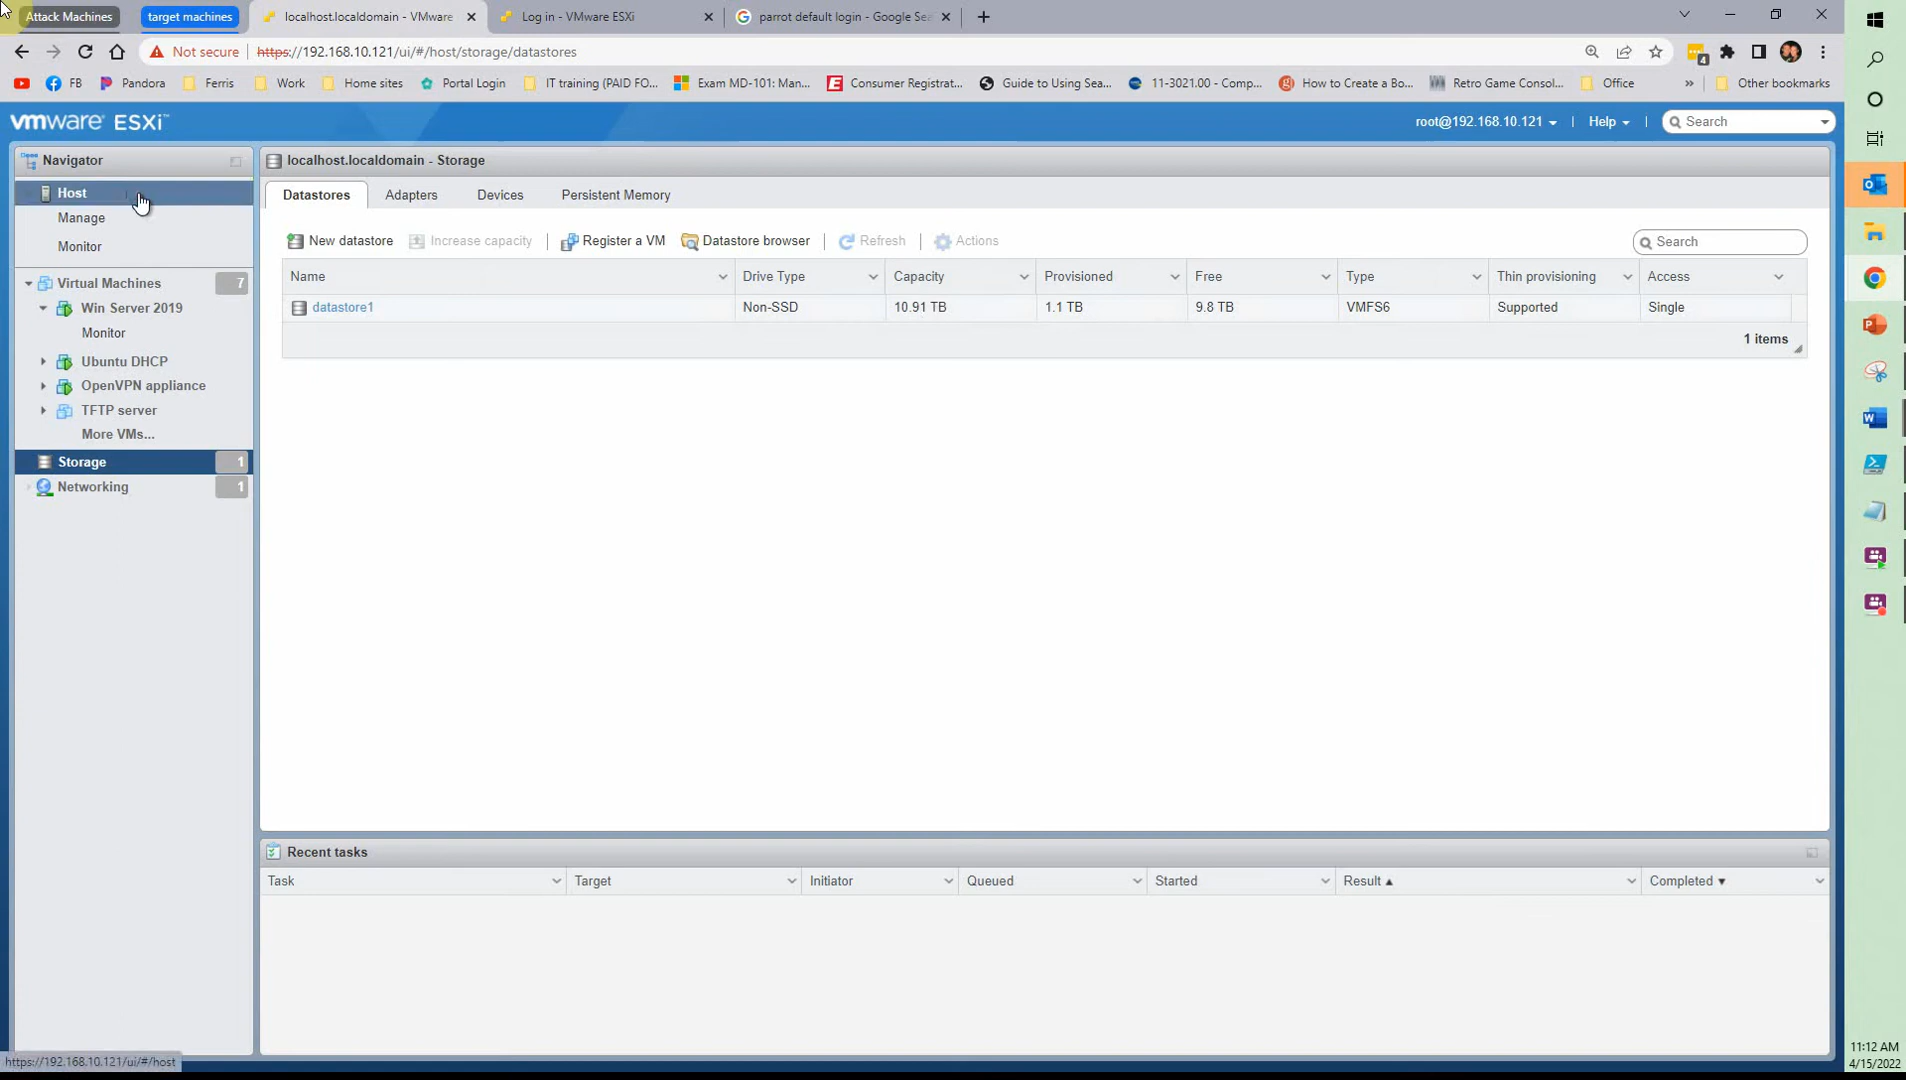 Attack Machines
target machines
localhost.localdomain - VMware
Log in - VMware ESXi
parrot default login - Google Sea
Not secure
https://192.168.10.121/ui/#/host/storage/datastores
4
FB
Pandora
Ferris
Work
Home sites
Portal Login
IT training (PAID FO...
Exam MD-101: Man...
Consumer Registrat...
Guide to Using Sea...
11-3021.00 - Comp...
How to Create a Bo...
Retro Game Consol...
Office
»
Other bookmarks
vmware ESXi™
root@192.168.10.121
Help
Search
Navigator
Host
Manage
Monitor
Virtual Machines 7
Win Server 2019
Monitor
Ubuntu DHCP
OpenVPN appliance
TFTP server
More VMs...
Storage 1
Networking 1
localhost.localdomain - Storage
Datastores Adapters Devices Persistent Memory
New datastore Increase capacity Register a VM Datastore browser Refresh Actions
Search
Name Drive Type Capacity Provisioned Free Type Thin provisioning Access
datastore1 Non-SSD 10.91 TB 1.1 TB 9.8 TB VMFS6 Supported Single
1 items
Recent tasks
Task Target Initiator Queued Started Result ▲ Completed ▼
https://192.168.10.121/ui/#/host
11:12 AM
4/15/2022